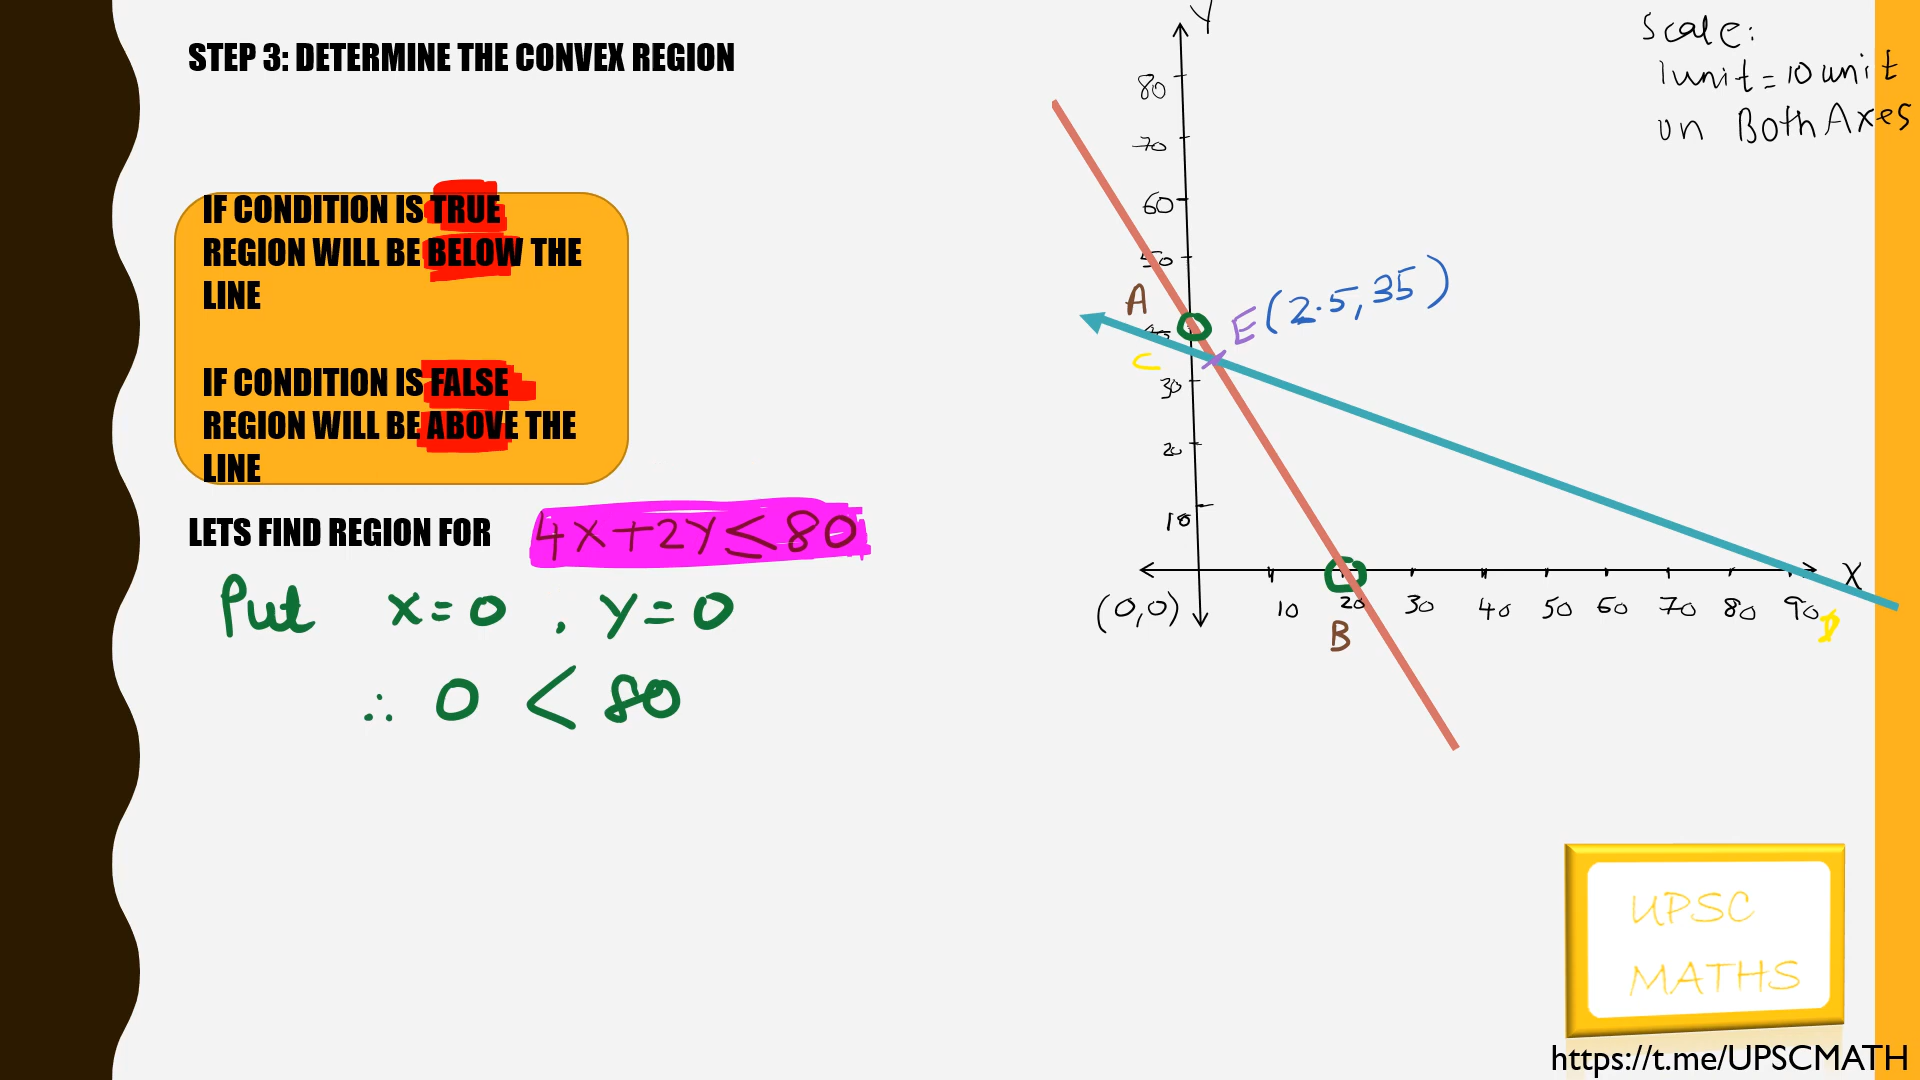 STEP 3: DETERMINE THE CONVEX REGION
IF CONDITION IS TRUE
REGION WILL BE BELOW THE
LINE
IF CONDITION IS FALSE
REGION WILL BE ABOVE THE
LINE
LETS FIND REGION FOR 4x+2y≤80
Put x=0 , y=0
∴ 0 < 80
Scale:
1unit=10unit
on Both Axes
Y
80
70
60
50
A
E(2.5,35)
40
C
30
20
10
X
(0,0) 10 20 30 40 50 60 70 80 90
B
D
UPSC
MATHS
https://t.me/UPSCMATH